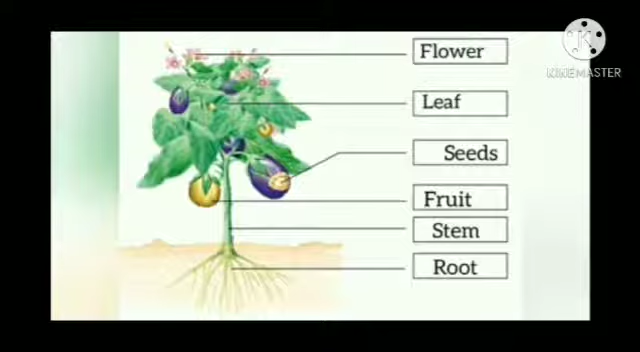 Flower
KINEMASTER
Leaf
Seeds
Fruit
Stem
Root